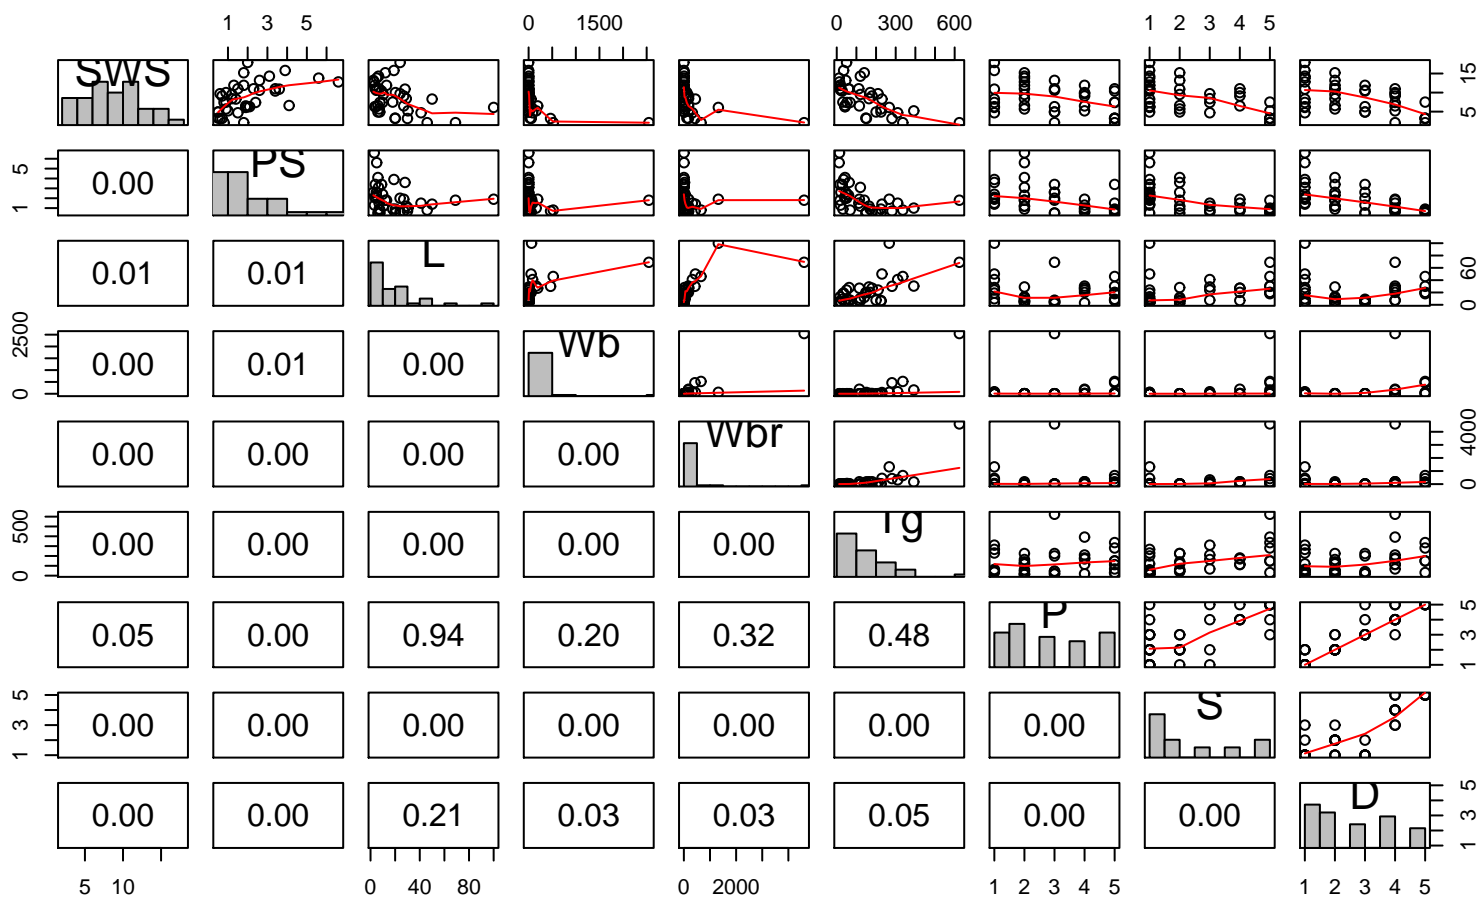 1 3 5 0 1500 0 300 600 1 2 3 4 5
SWS 5 15
1 5 0.00 PS
0.01 0.01 L 0 60
0 2500 0.00 0.01 0.00 Wb
0.00 0.00 0.00 0.00 Wbr 0 4000
0 500 0.00 0.00 0.00 0.00 0.00 Tg
0.05 0.00 0.94 0.20 0.32 0.48 P 1 3 5
1 3 5 0.00 0.00 0.00 0.00 0.00 0.00 0.00 S
0.00 0.00 0.21 0.03 0.03 0.05 0.00 0.00 D 1 3 5
5 10 0 40 80 0 2000 1 2 3 4 5 1 2 3 4 5